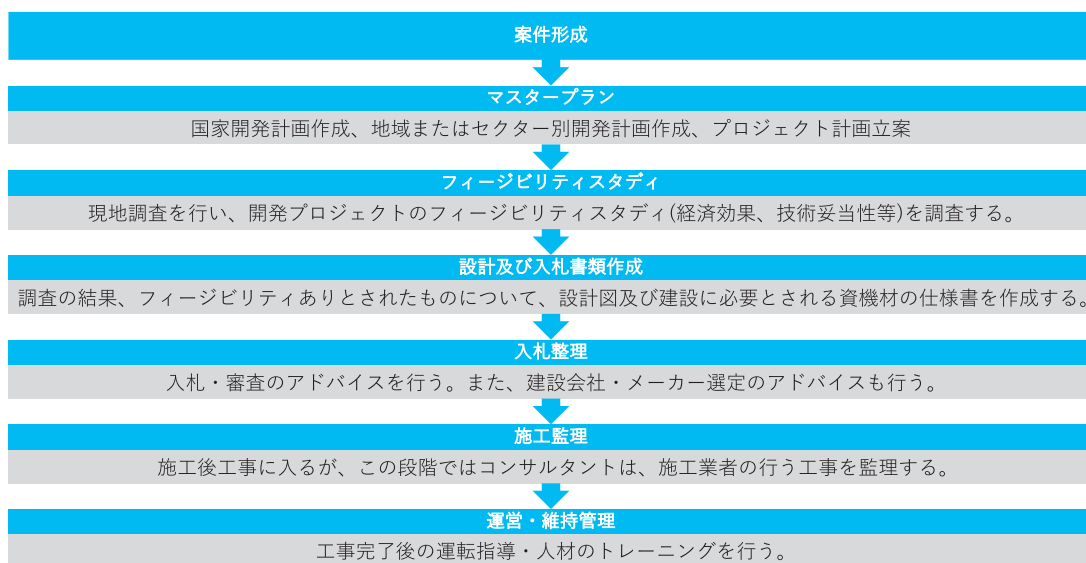 案件形成
マスタープラン
国家開発計画作成、地域またはセクター別開発計画作成、プロジェクト計画立案
フィージビリティスタディ
現地調査を行い、開発プロジェクトのフィージビリティスタディ(経済効果、技術妥当性等)を調査する。
設計及び入札書類作成
調査の結果、フィージビリティありとされたものについて、設計図及び建設に必要とされる資機材の仕様書を作成する。
入札整理
入札・審査のアドバイスを行う。また、建設会社・メーカー選定のアドバイスも行う。
施工監理
施工後工事に入るが、この段階ではコンサルタントは、施工業者の行う工事を監理する。
運営・維持管理
工事完了後の運転指導・人材のトレーニングを行う。